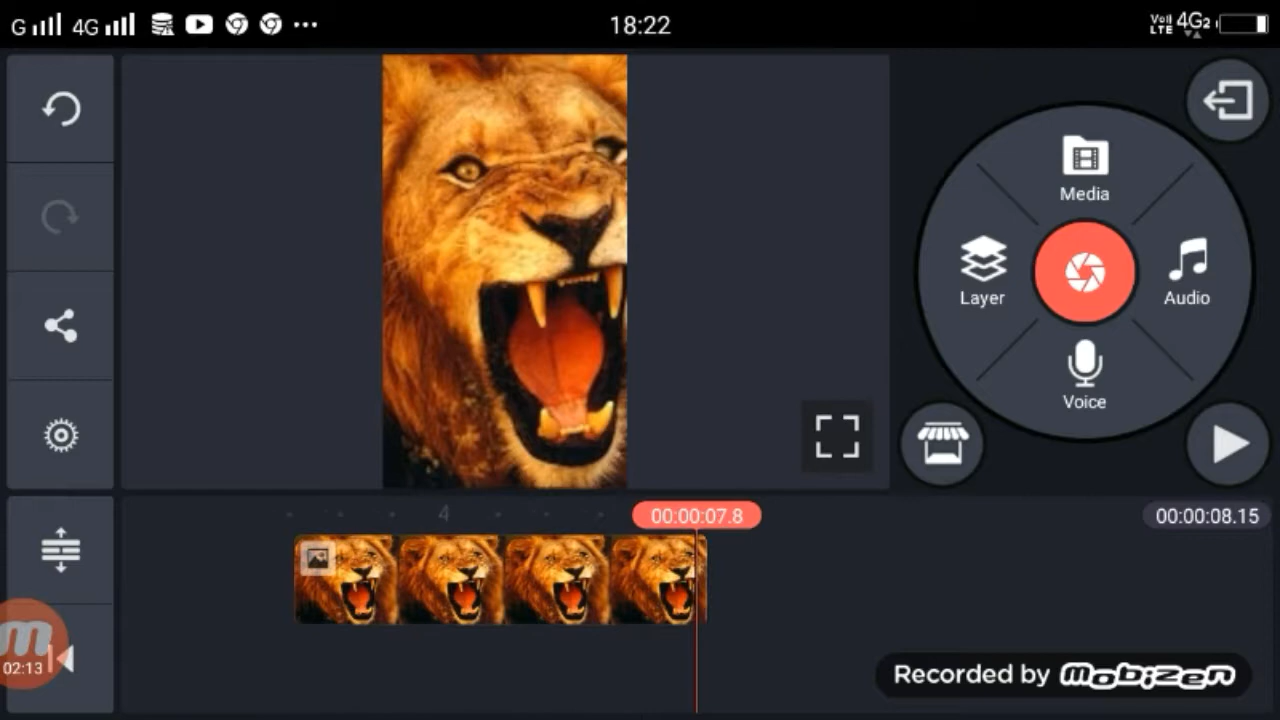 G 4G 18:22 VoII LTE 4G2
Media
Layer
Audio
Voice
4
00:00:07.8
00:00:08.15
m
02:13
Recorded by mobizen